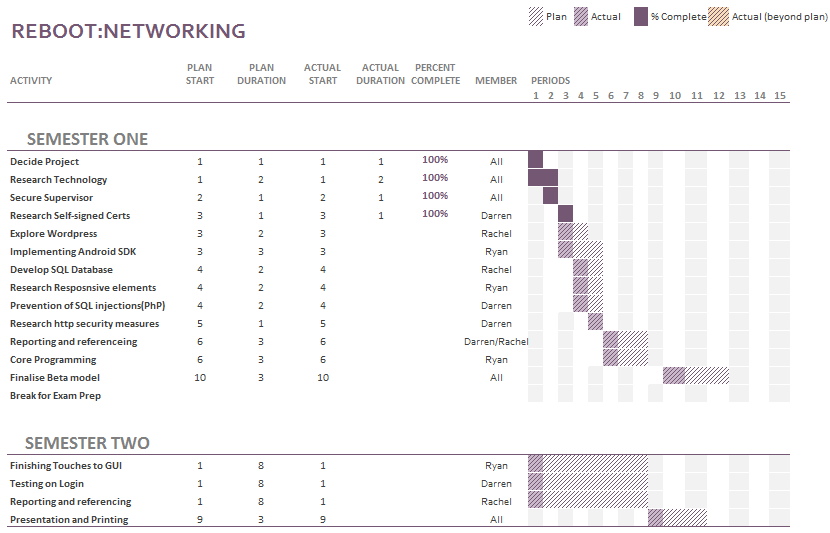 Plan Actual % Complete Actual (beyond plan)
REBOOT:NETWORKING
PLAN PLAN ACTUAL ACTUAL PERCENT
ACTIVITY START DURATION START DURATION COMPLETE MEMBER PERIODS
1 2 3 4 5 6 7 8 9 10 11 12 13 14 15
SEMESTER ONE
Decide Project 1 1 1 1 100% All
Research Technology 1 2 1 2 100% All
Secure Supervisor 2 1 2 1 100% All
Research Self-signed Certs 3 1 3 1 100% Darren
Explore Wordpress 3 2 3 Rachel
Implementing Android SDK 3 3 3 Ryan
Develop SQL Database 4 2 4 Rachel
Research Resposnsive elements 4 2 4 Ryan
Prevention of SQL injections(PhP) 4 2 4 Darren
Research http security measures 5 1 5 Darren
Reporting and referenceing 6 3 6 Darren/Rachel
Core Programming 6 3 6 Ryan
Finalise Beta model 10 3 10 All
Break for Exam Prep
SEMESTER TWO
Finishing Touches to GUI 1 8 1 Ryan
Testing on Login 1 8 1 Darren
Reporting and referencing 1 8 1 Rachel
Presentation and Printing 9 3 9 All